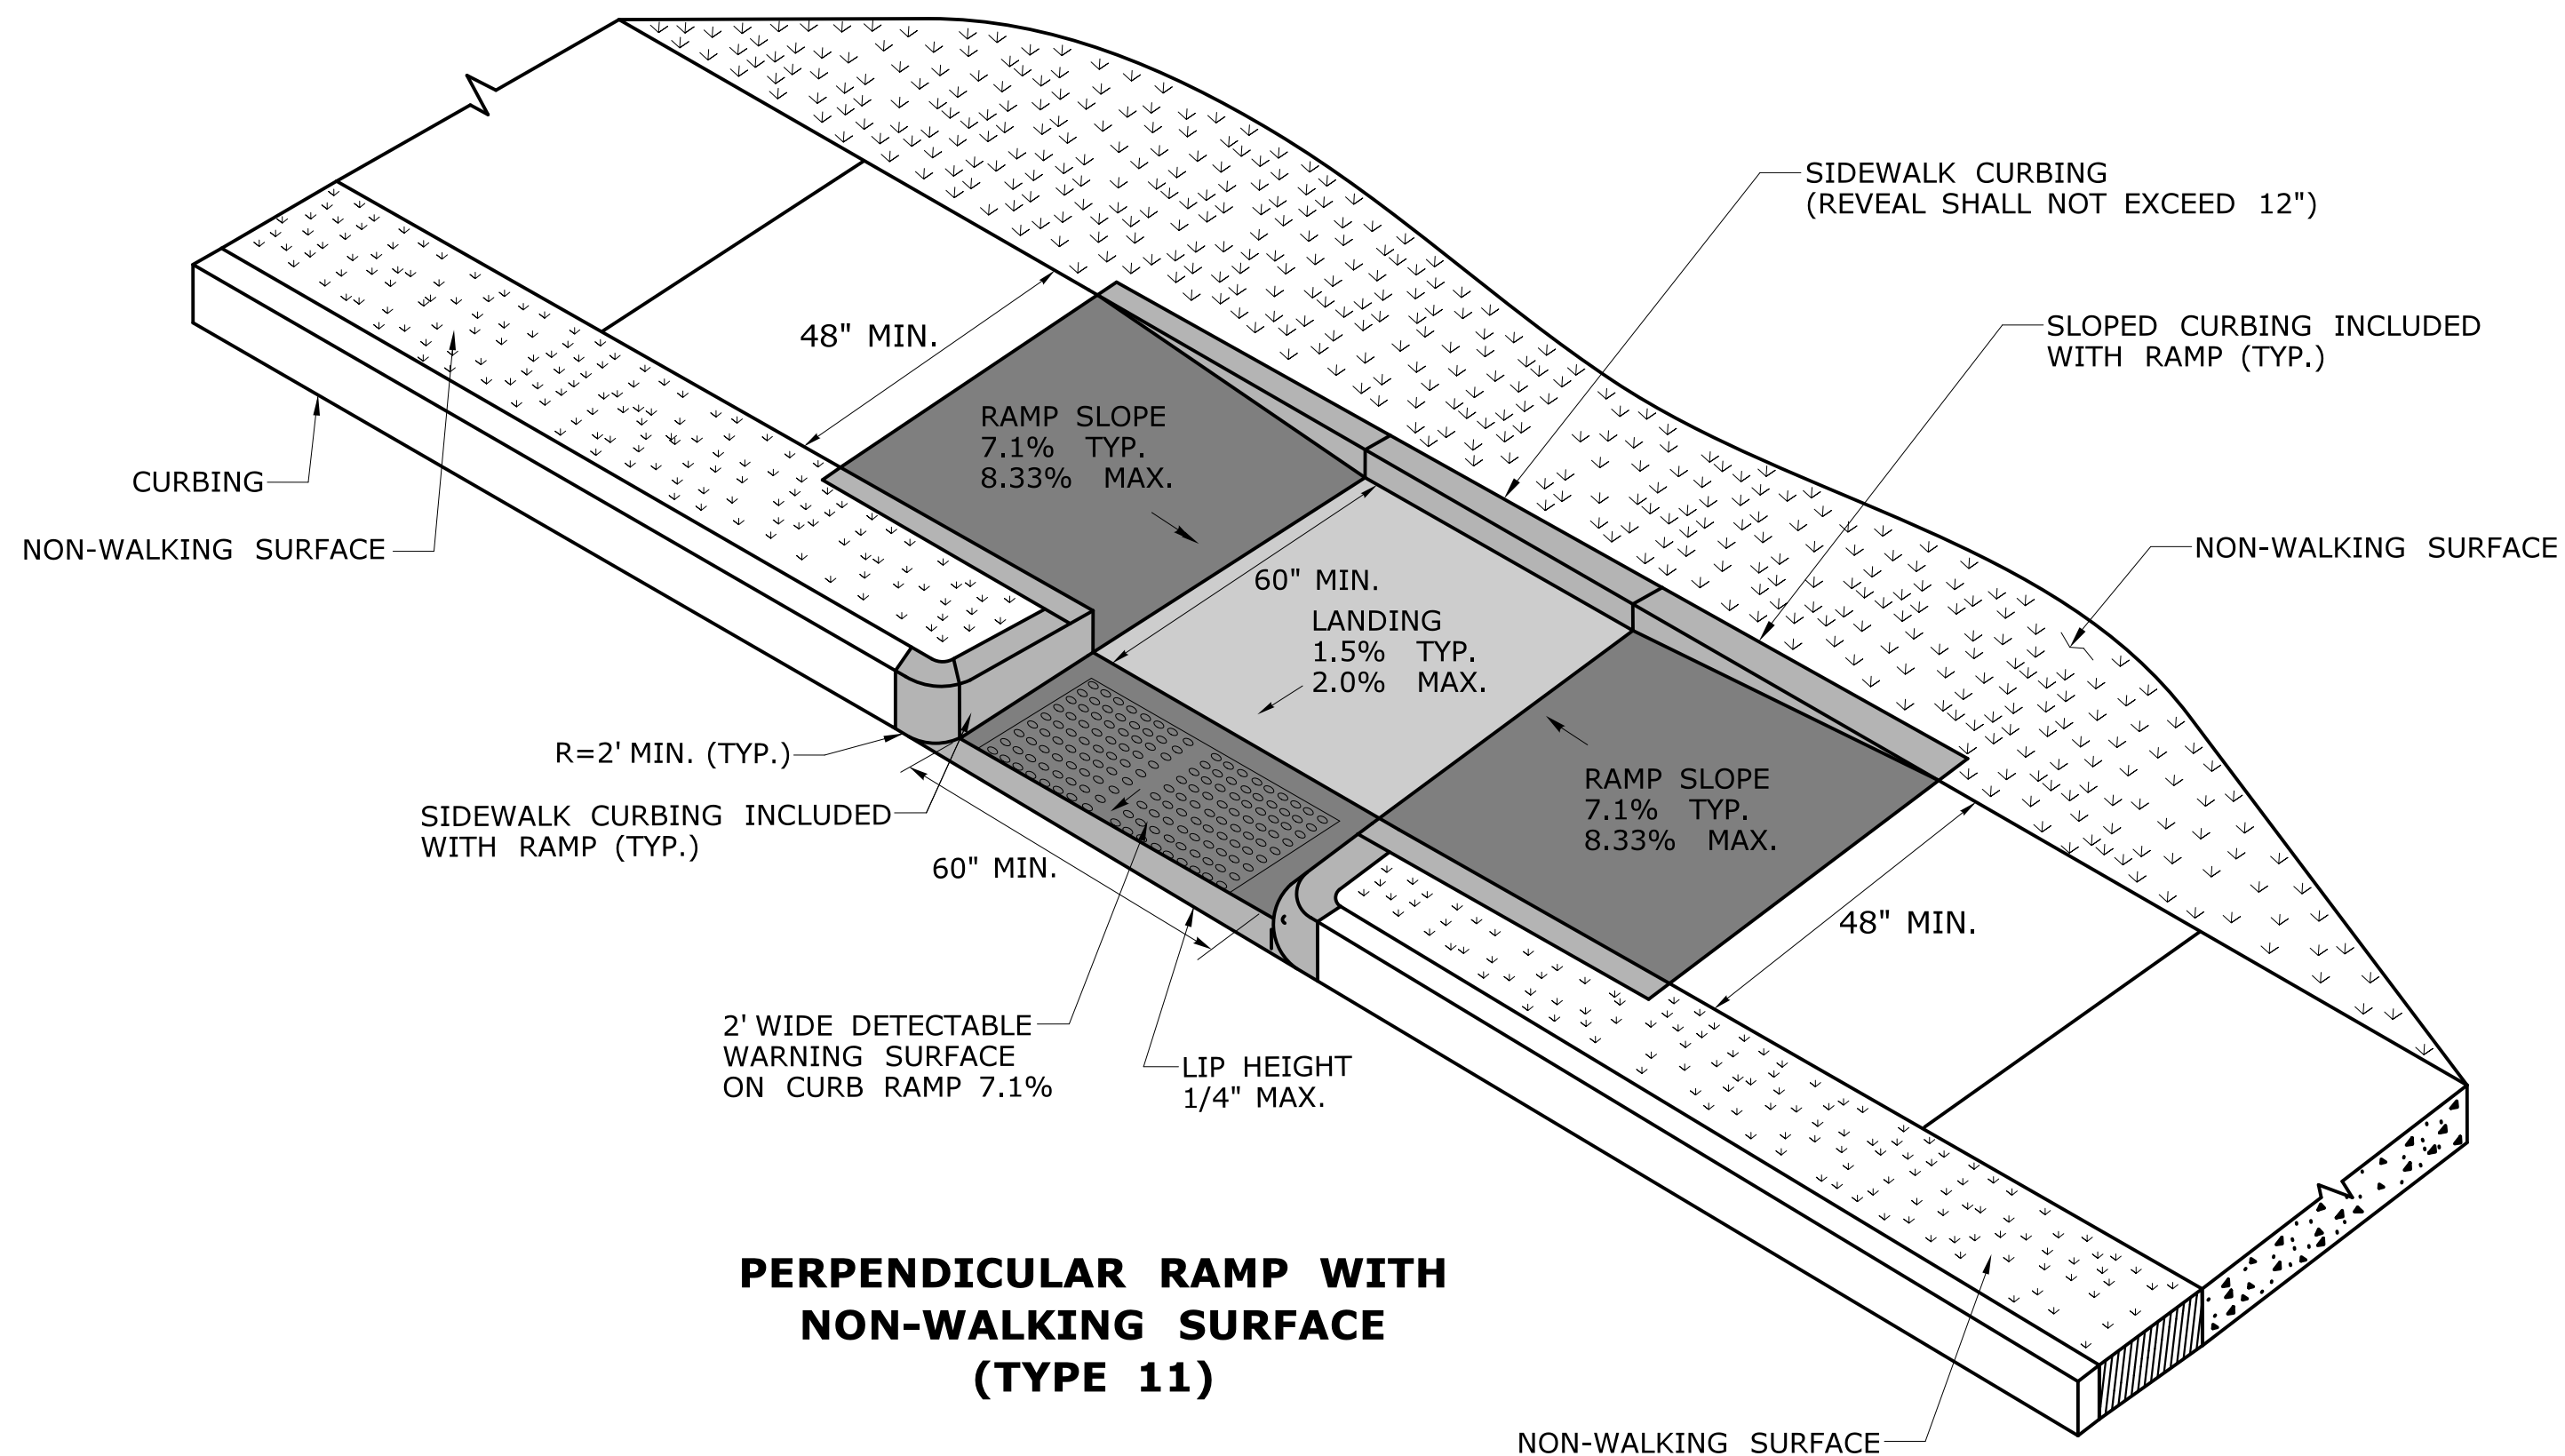 SIDEWALK CURBING
(REVEAL SHALL NOT EXCEED 12")
SLOPED CURBING INCLUDED
WITH RAMP (TYP.)
48" MIN.
RAMP SLOPE
7.1% TYP.
8.33% MAX.
CURBING
NON-WALKING SURFACE
NON-WALKING SURFACE
60" MIN.
LANDING
1.5% TYP.
2.0% MAX.
R=2' MIN. (TYP.)
SIDEWALK CURBING INCLUDED
WITH RAMP (TYP.)
60" MIN.
RAMP SLOPE
7.1% TYP.
8.33% MAX.
48" MIN.
2' WIDE DETECTABLE
WARNING SURFACE
ON CURB RAMP 7.1%
LIP HEIGHT
1/4" MAX.
PERPENDICULAR RAMP WITH
NON-WALKING SURFACE
(TYPE 11)
NON-WALKING SURFACE